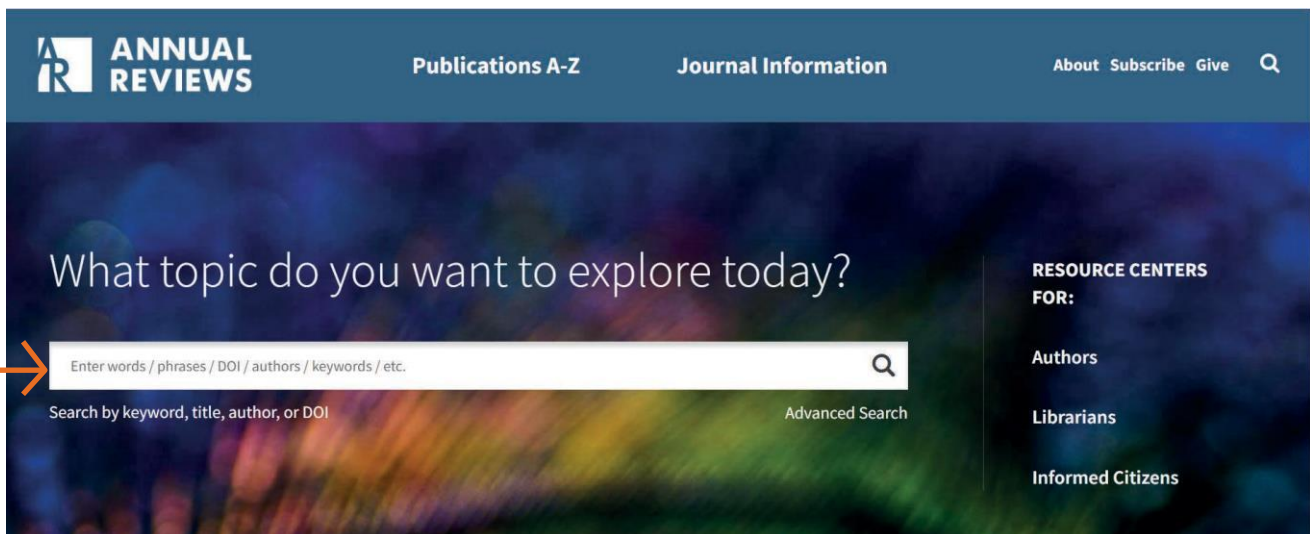 AR
ANNUAL
REVIEWS
Publications A-Z
Journal Information
About Subscribe Give
What topic do you want to explore today?
Enter words / phrases / DOI / authors / keywords / etc.
Search by keyword, title, author, or DOI
Advanced Search
RESOURCE CENTERS
FOR:
Authors
Librarians
Informed Citizens